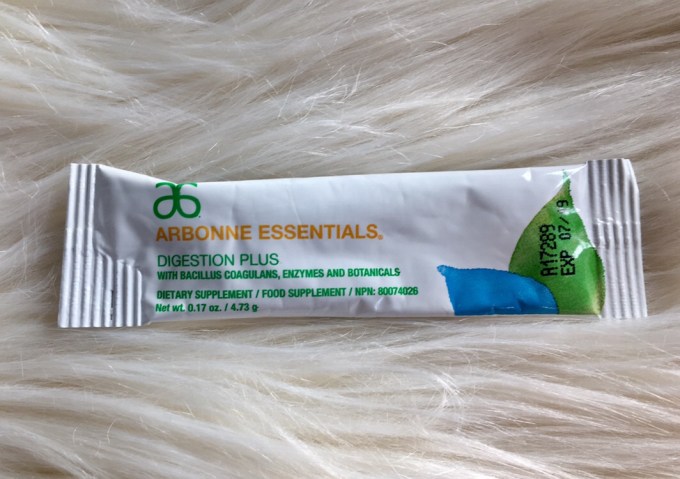 ARBONNE ESSENTIALS®
DIGESTION PLUS
WITH BACILLUS COAGULANS, ENZYMES AND BOTANICALS
DIETARY SUPPLEMENT / FOOD SUPPLEMENT / NPN: 80074026
Net wt. 0.17 oz. / 4.73 g
A17289
EXP 07/